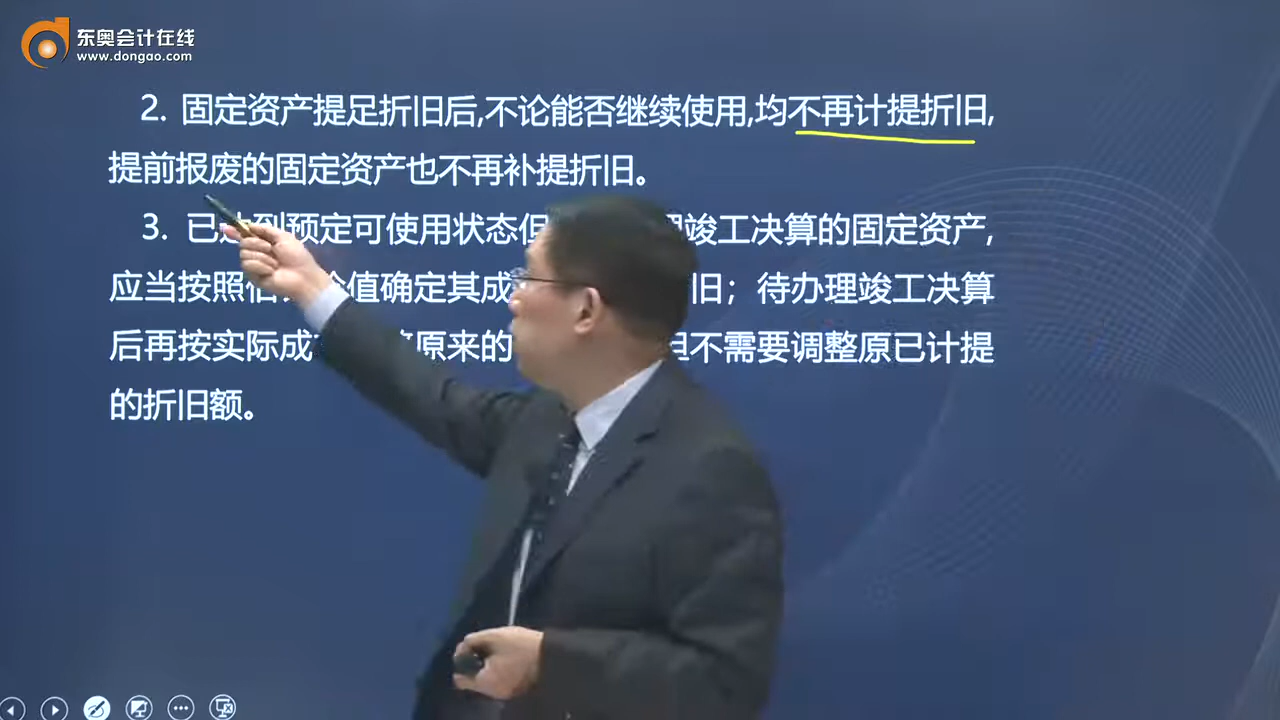 东奥会计在线
www.dongao.com
2. 固定资产提足折旧后,不论能否继续使用,均不再计提折旧,
提前报废的固定资产也不再补提折旧。
3. 已达到预定可使用状态但 理竣工决算的固定资产,
应当按照估 价值确定其成 旧；待办理竣工决算
后再按实际成 原来的 但不需要调整原已计提
的折旧额。